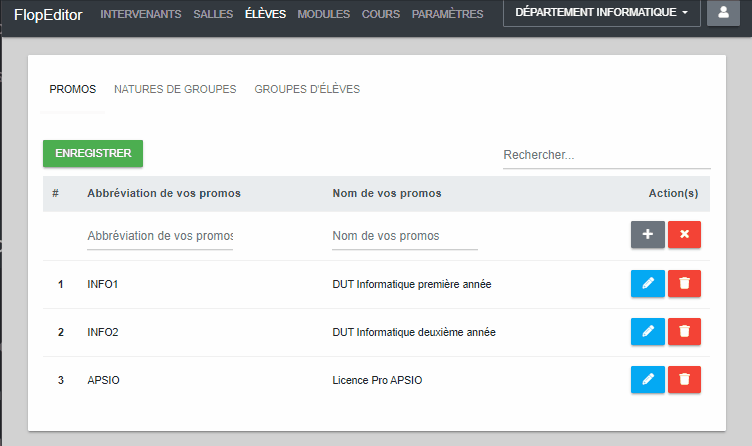 FlopEditor INTERVENANTS SALLES ÉLÈVES MODULES COURS PARAMÈTRES DÉPARTEMENT INFORMATIQUE
PROMOS NATURES DE GROUPES GROUPES D'ÉLÈVES
ENREGISTRER Rechercher...
# Abbréviation de vos promos Nom de vos promos Action(s)
Abbréviation de vos promos Nom de vos promos
1 INFO1 DUT Informatique première année
2 INFO2 DUT Informatique deuxième année
3 APSIO Licence Pro APSIO